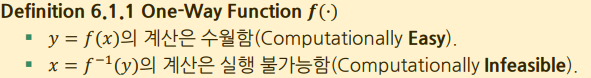 Definition 6.1.1 One-Way Function 𝒇(∙)
▪ 𝑦 = 𝑓(𝑥)의 계산은 수월함(Computationally Easy).
▪ 𝑥 = 𝑓⁻¹(𝑦)의 계산은 실행 불가능함(Computationally Infeasible).